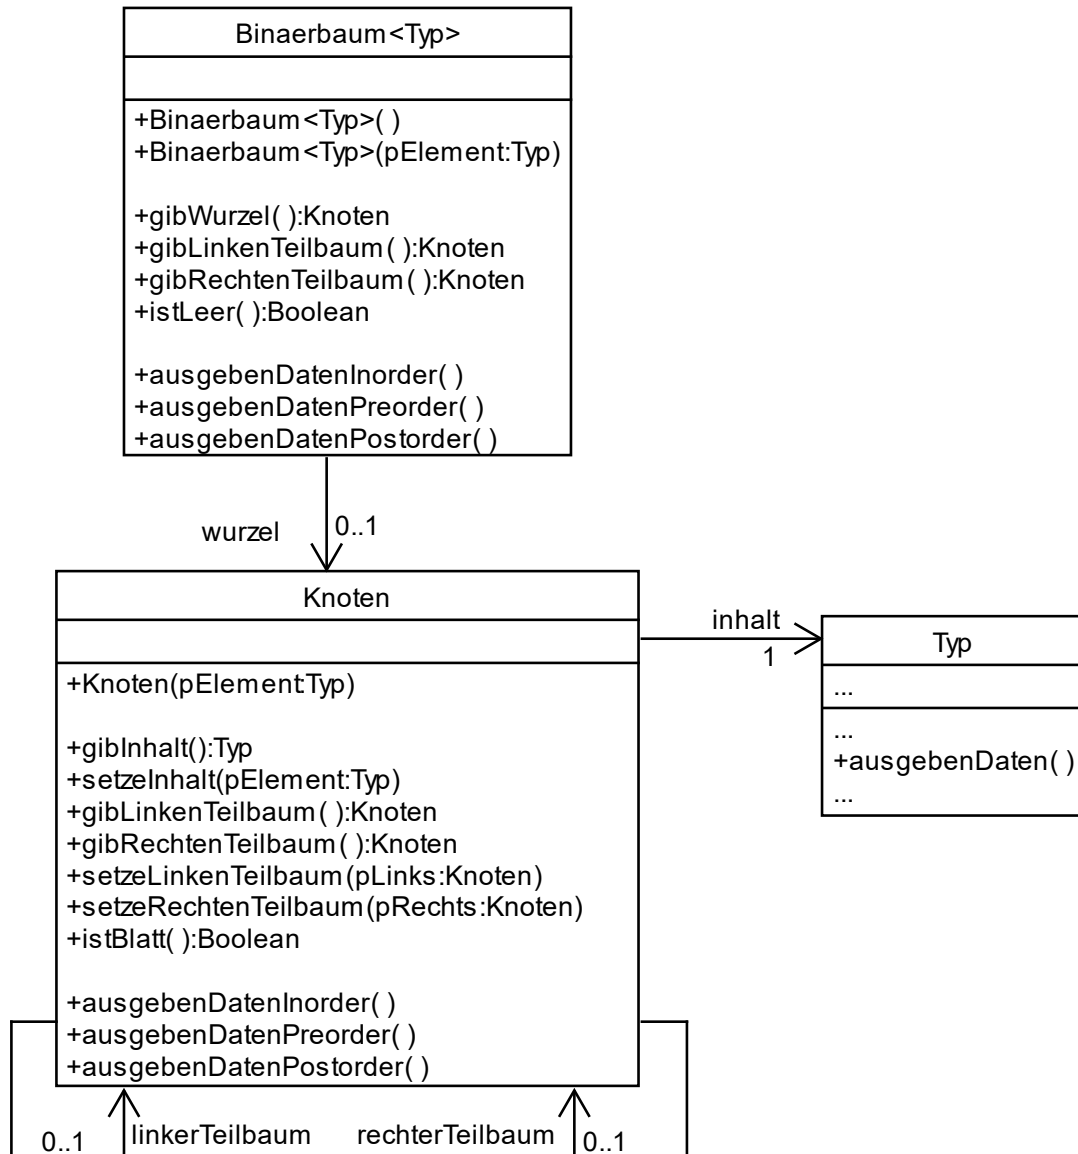 Binaerbaum<Typ>
+Binaerbaum<Typ>( )
+Binaerbaum<Typ>(pElement:Typ)
+gibWurzel( ):Knoten
+gibLinkenTeilbaum( ):Knoten
+gibRechtenTeilbaum( ):Knoten
+istLeer( ):Boolean
+ausgebenDatenInorder( )
+ausgebenDatenPreorder( )
+ausgebenDatenPostorder( )
wurzel 0..1
Knoten
+Knoten(pElement:Typ)
+gibInhalt():Typ
+setzeInhalt(pElement:Typ)
+gibLinkenTeilbaum( ):Knoten
+gibRechtenTeilbaum( ):Knoten
+setzeLinkenTeilbaum(pLinks:Knoten)
+setzeRechtenTeilbaum(pRechts:Knoten)
+istBlatt( ):Boolean
+ausgebenDatenInorder( )
+ausgebenDatenPreorder( )
+ausgebenDatenPostorder( )
inhalt
1
Typ
...
...
+ausgebenDaten( )
...
0..1 linkerTeilbaum rechterTeilbaum 0..1